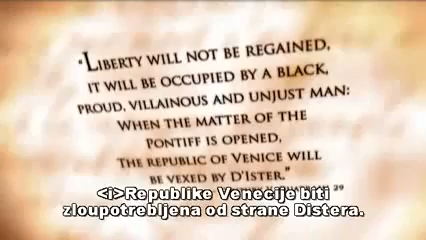 "LIBERTY WILL NOT BE REGAINED,
IT WILL BE OCCUPIED BY A BLACK,
PROUD, VILLAINOUS AND UNJUST MAN:
WHEN THE MATTER OF THE
PONTIFF IS OPENED,
THE REPUBLIC OF VENICE WILL
BE VEXED BY D'ISTER."
29
<i>Republike Venecije biti
zloupotrebljena od strane Distera.